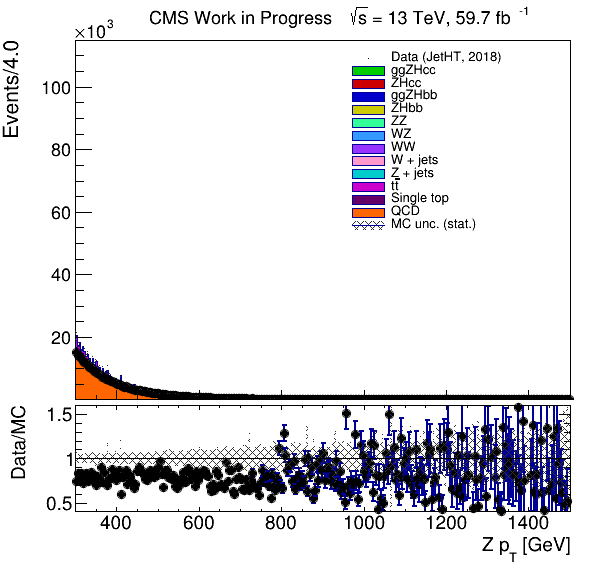 CMS Work in Progress √s = 13 TeV, 59.7 fb⁻¹
×10³
Events/4.0
100
80
60
40
20
Data (JetHT, 2018)
ggZHcc
ZHcc
ggZHbb
ZHbb
ZZ
WZ
WW
W + jets
Z + jets
tt̅
Single top
QCD
MC unc. (stat.)
Data/MC
1.5
1
0.5
400 600 800 1000 1200 1400
Z p_T [GeV]